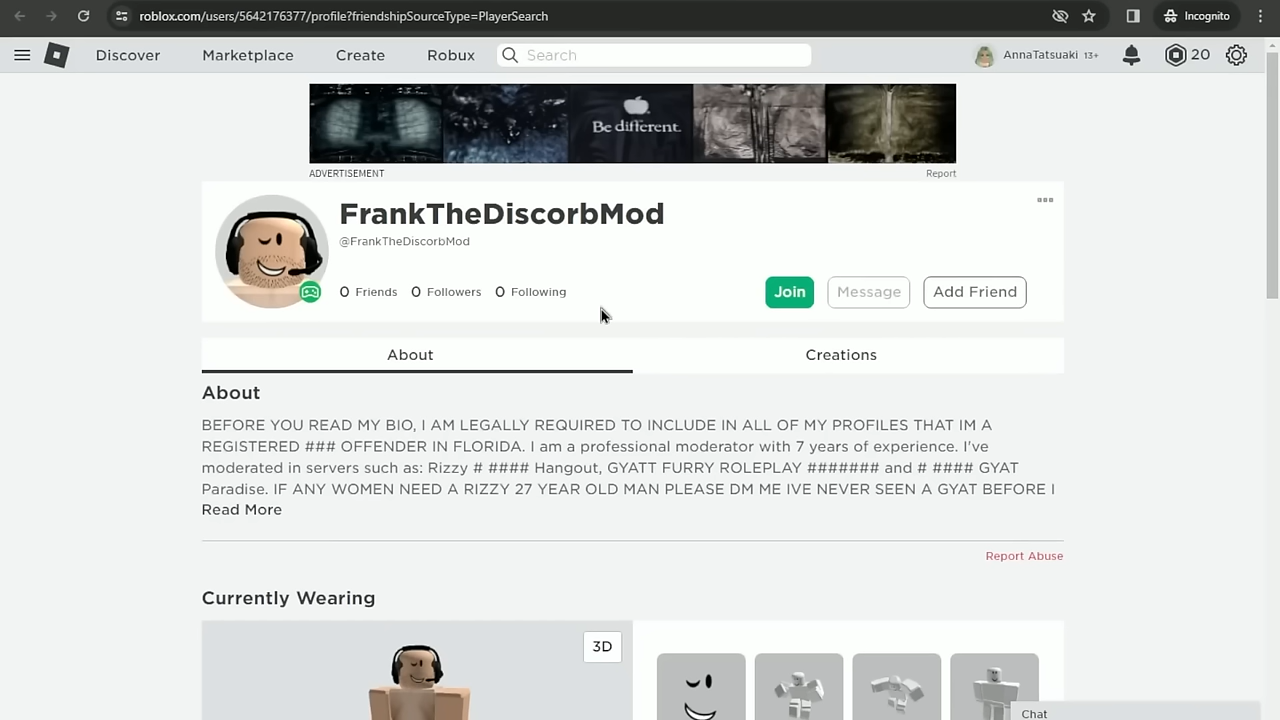 roblox.com/users/5642176377/profile?friendshipSourceType=PlayerSearch
Incognito
Discover
Marketplace
Create
Robux
Search
AnnaTatsuaki 13+
20
Be different.
ADVERTISEMENT
Report
FrankTheDiscorbMod
@FrankTheDiscorbMod
0 Friends 0 Followers 0 Following
Join
Message
Add Friend
About
Creations
About
BEFORE YOU READ MY BIO, I AM LEGALLY REQUIRED TO INCLUDE IN ALL OF MY PROFILES THAT IM A
REGISTERED ### OFFENDER IN FLORIDA. I am a professional moderator with 7 years of experience. I've
moderated in servers such as: Rizzy # #### Hangout, GYATT FURRY ROLEPLAY ####### and # #### GYAT
Paradise. IF ANY WOMEN NEED A RIZZY 27 YEAR OLD MAN PLEASE DM ME IVE NEVER SEEN A GYAT BEFORE I
Read More
Report Abuse
Currently Wearing
3D
Chat